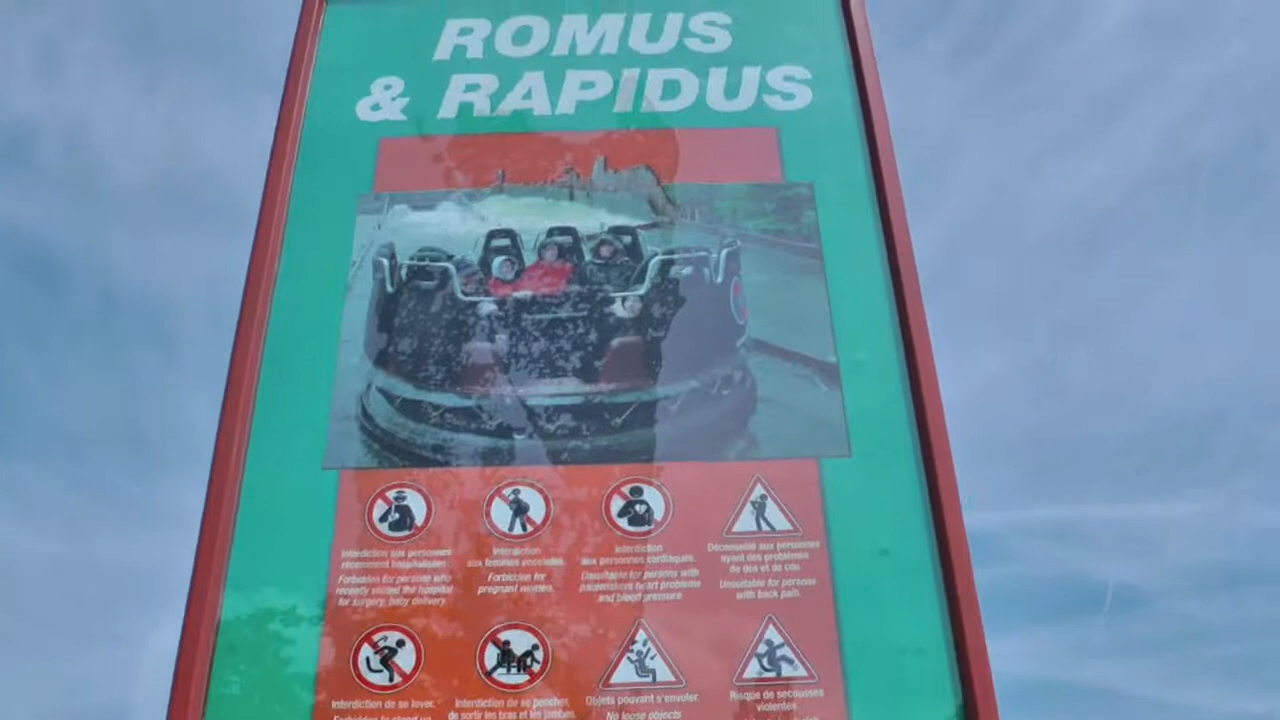 ROMUS
& RAPIDUS
Interdiction aux personnes
récemment hospitalisées.
Forbidden for persons who
recently visited the hospital
for surgery, baby delivery
Interdiction
aux femmes enceintes.
Forbidden for
pregnant women.
Interdiction
aux personnes cardiaques.
Unsuitable for persons with
pacemakers heart problems
and blood pressure
Déconseillé aux personnes
ayant des problèmes
de dos et de cou.
Unsuitable for persons
with back pain.
Interdiction de se lever.
Forbidden to stand up
Interdiction de se pencher,
de sortir les bras et les jambes.
Objets pouvant s'envoler.
No loose objects
Risque de secousses
violentes